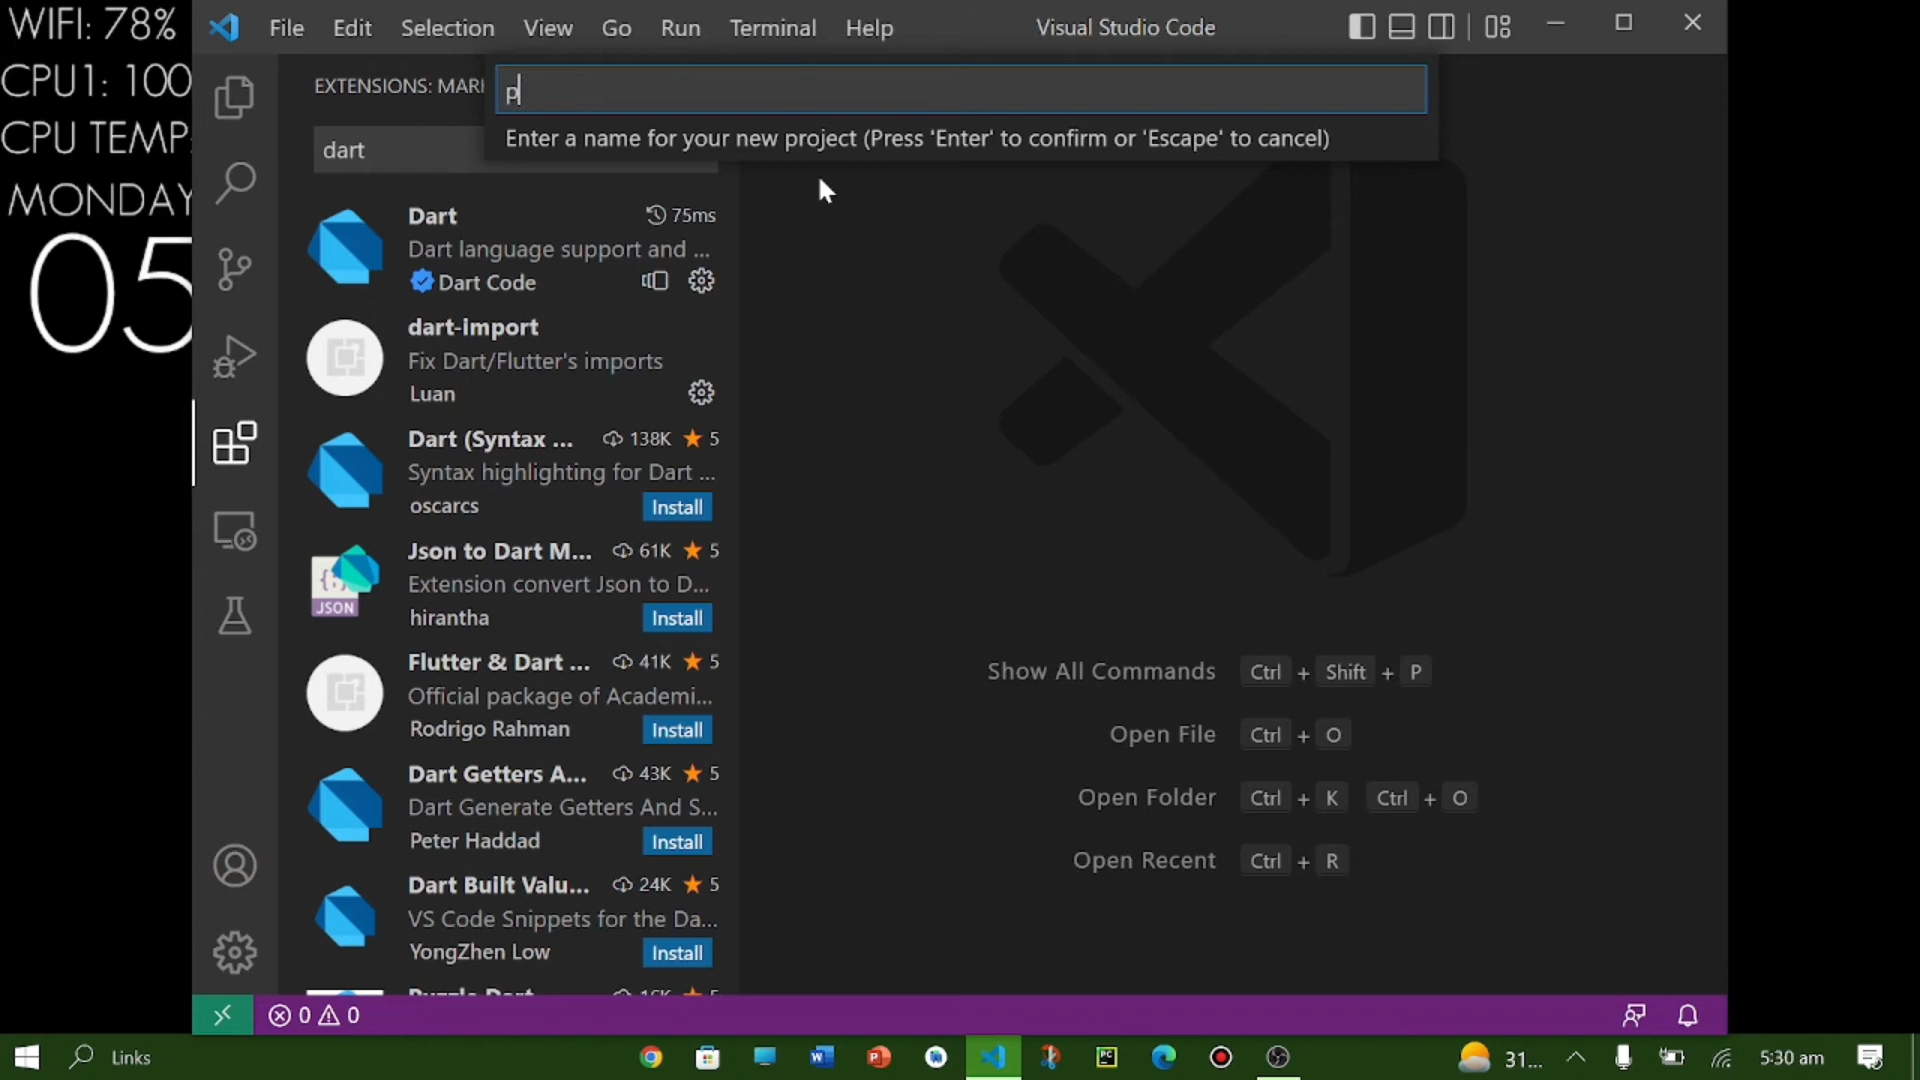 WIFI: 78%
CPU1: 100
CPU TEMP:
MONDAY
05
File Edit Selection View Go Run Terminal Help
Visual Studio Code
EXTENSIONS: MARK
p
Enter a name for your new project (Press 'Enter' to confirm or 'Escape' to cancel)
dart
Dart 75ms
Dart language support and ...
Dart Code
dart-import
Fix Dart/Flutter's imports
Luan
Dart (Syntax ... 138K 5
Syntax highlighting for Dart ...
oscarcs Install
Json to Dart M... 61K 5
Extension convert Json to D...
hirantha Install
{ } JSON
Flutter & Dart ... 41K 5
Official package of Academi...
Rodrigo Rahman Install
Dart Getters A... 43K 5
Dart Generate Getters And S...
Peter Haddad Install
Dart Built Valu... 24K 5
VS Code Snippets for the Da...
YongZhen Low Install
Puzzle Dart 16K 5
Show All Commands Ctrl + Shift + P
Open File Ctrl + O
Open Folder Ctrl + K Ctrl + O
Open Recent Ctrl + R
0 0
Links
31... 5:30 am